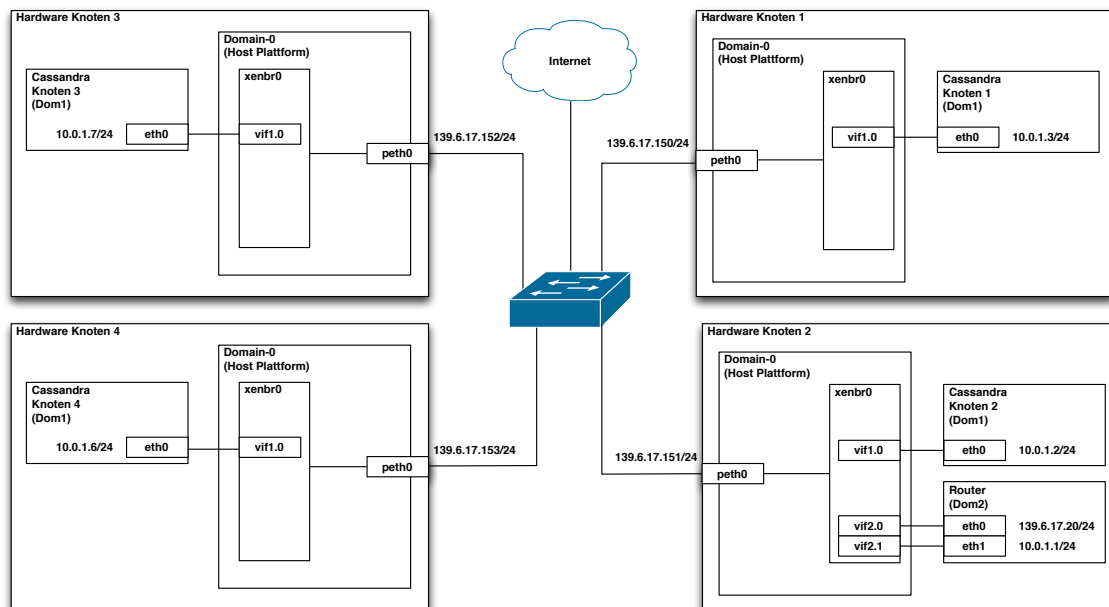 Hardware Knoten 3
Domain-0
(Host Plattform)
xenbr0
Cassandra
Knoten 3
(Dom1)
10.0.1.7/24
eth0
vif1.0
peth0
139.6.17.152/24
Internet
Hardware Knoten 1
Domain-0
(Host Plattform)
xenbr0
Cassandra
Knoten 1
(Dom1)
vif1.0
eth0
10.0.1.3/24
139.6.17.150/24
peth0
Hardware Knoten 4
Domain-0
(Host Plattform)
xenbr0
Cassandra
Knoten 4
(Dom1)
10.0.1.6/24
eth0
vif1.0
peth0
139.6.17.153/24
Hardware Knoten 2
Domain-0
(Host Plattform)
xenbr0
Cassandra
Knoten 2
(Dom1)
vif1.0
eth0
10.0.1.2/24
139.6.17.151/24
peth0
Router
(Dom2)
vif2.0
eth0
139.6.17.20/24
vif2.1
eth1
10.0.1.1/24